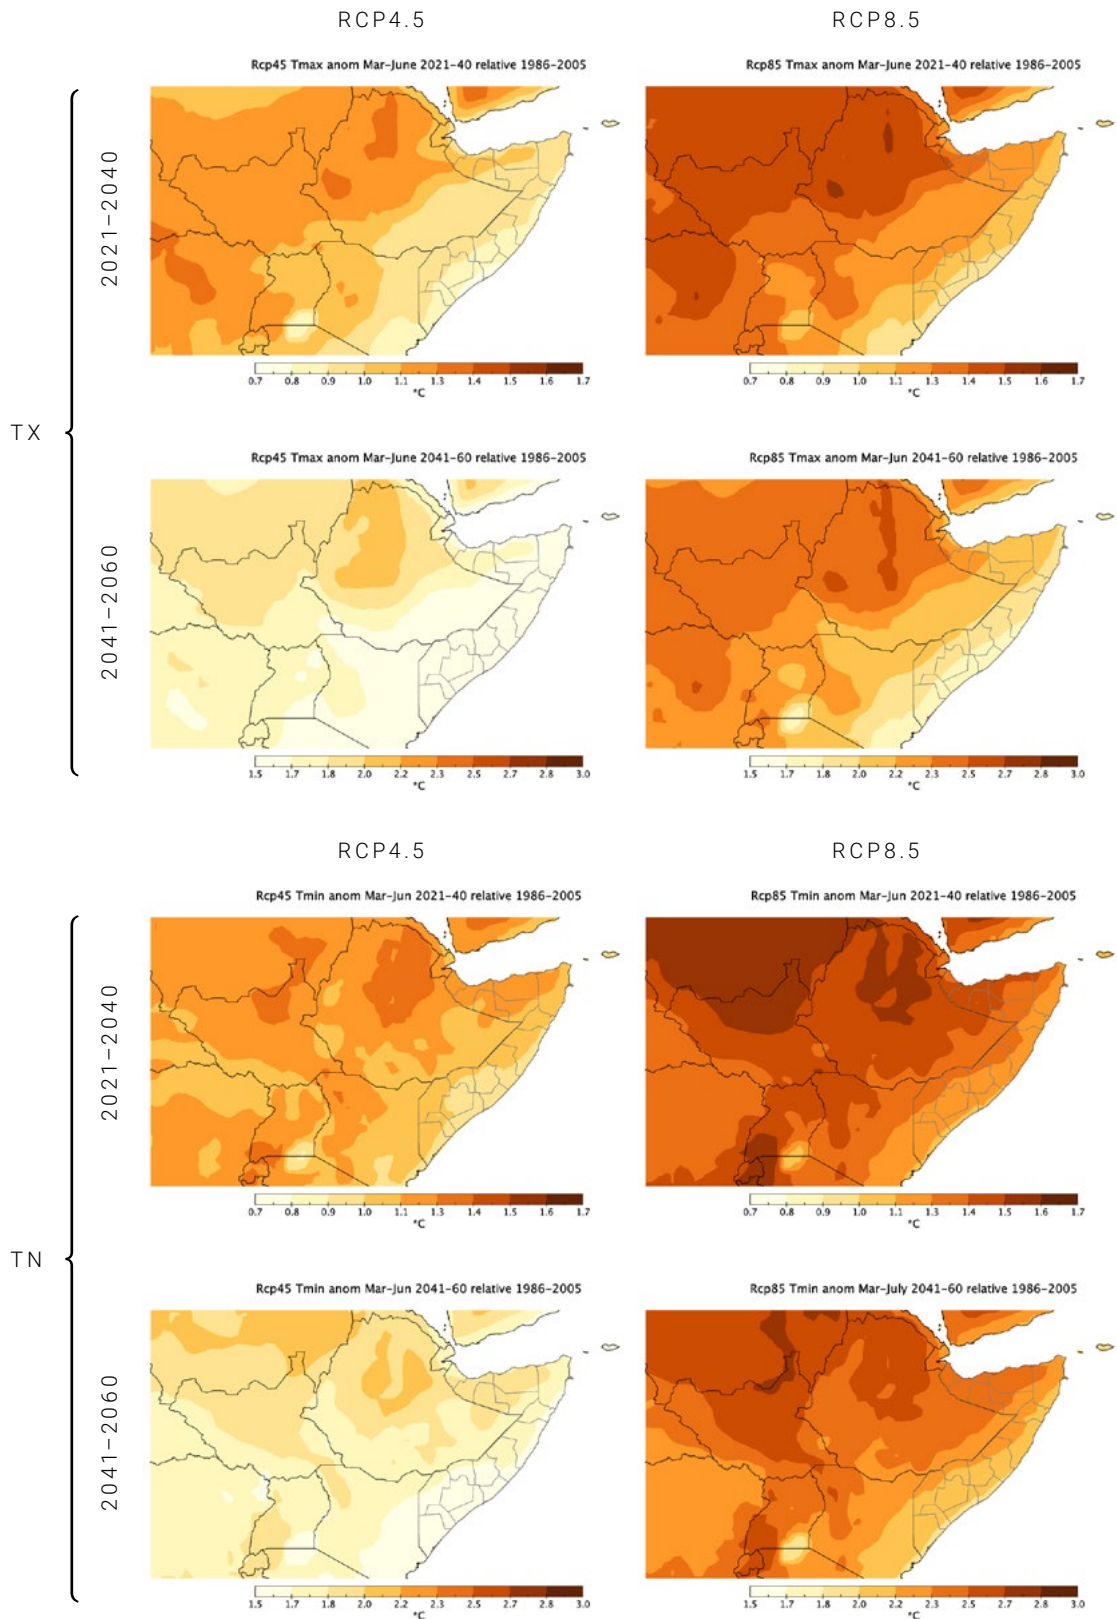 RCP4.5 RCP8.5
Rcp45 Tmax anom Mar-June 2021-40 relative 1986-2005 Rcp85 Tmax anom Mar-June 2021-40 relative 1986-2005
2021–2040
0.7 0.8 0.9 1.0 1.1 1.3 1.4 1.5 1.6 1.7 0.7 0.8 0.9 1.0 1.2 1.3 1.4 1.5 1.6 1.7
°C °C
TX
Rcp45 Tmax anom Mar-June 2041-60 relative 1986-2005 Rcp85 Tmax anom Mar-Jun 2041-60 relative 1986-2005
2041–2060
1.5 1.7 1.8 2.0 2.2 2.3 2.5 2.7 2.8 3.0 1.5 1.7 1.8 2.0 2.2 2.3 2.5 2.7 2.8 3.0
°C °C
RCP4.5 RCP8.5
Rcp45 Tmin anom Mar-Jun 2021-40 relative 1986-2005 Rcp85 Tmin anom Mar-Jun 2021-40 relative 1986-2005
2021–2040
0.7 0.8 0.9 1.0 1.1 1.3 1.4 1.5 1.6 1.7 0.7 0.8 0.9 1.0 1.2 1.3 1.4 1.5 1.6 1.7
°C °C
TN
Rcp45 Tmin anom Mar-Jun 2041-60 relative 1986-2005 Rcp85 Tmin anom Mar-July 2041-60 relative 1986-2005
2041–2060
1.5 1.7 1.8 2.0 2.2 2.3 2.5 2.7 2.8 3.0 1.5 1.7 1.8 2.0 2.2 2.3 2.5 2.7 2.8 3.0
°C °C